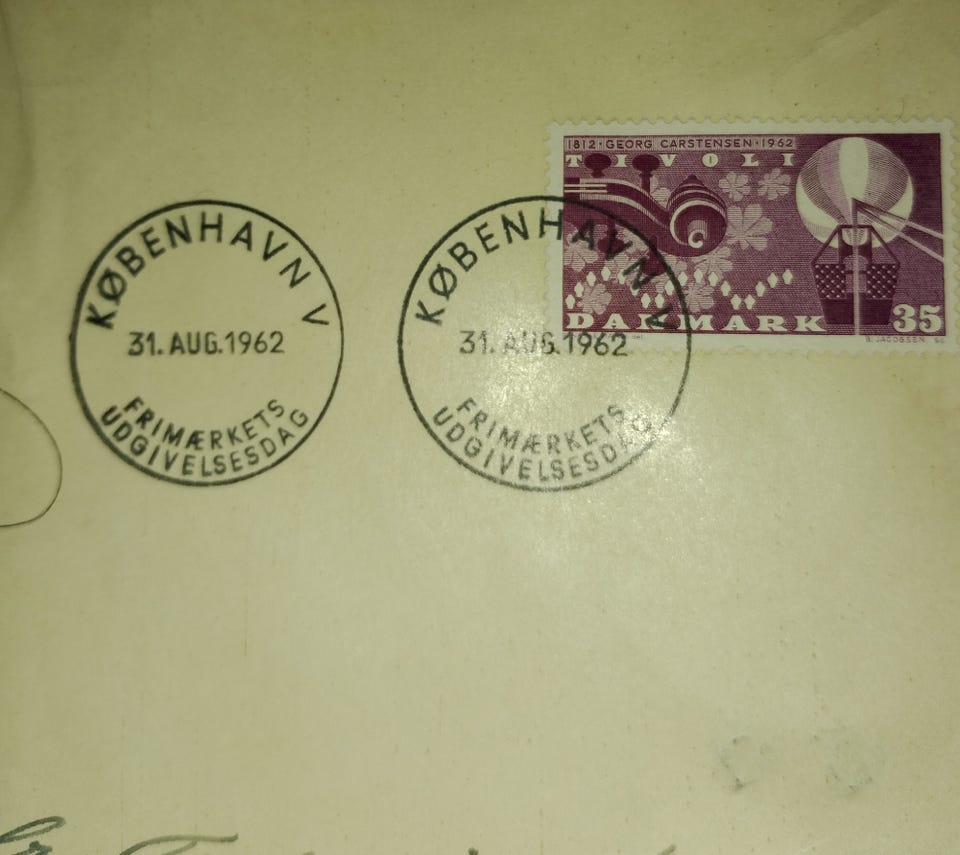 1812·GEORG CARSTENSEN·1962
TIVOLI
DANMARK 35
B. JACOBSEN
KØBENHAVN V
31. AUG. 1962
FRIMÆRKETS
UDGIVELSESDAG
KØBENHAVN V
31. AUG. 1962
FRIMÆRKETS
UDGIVELSESDAG